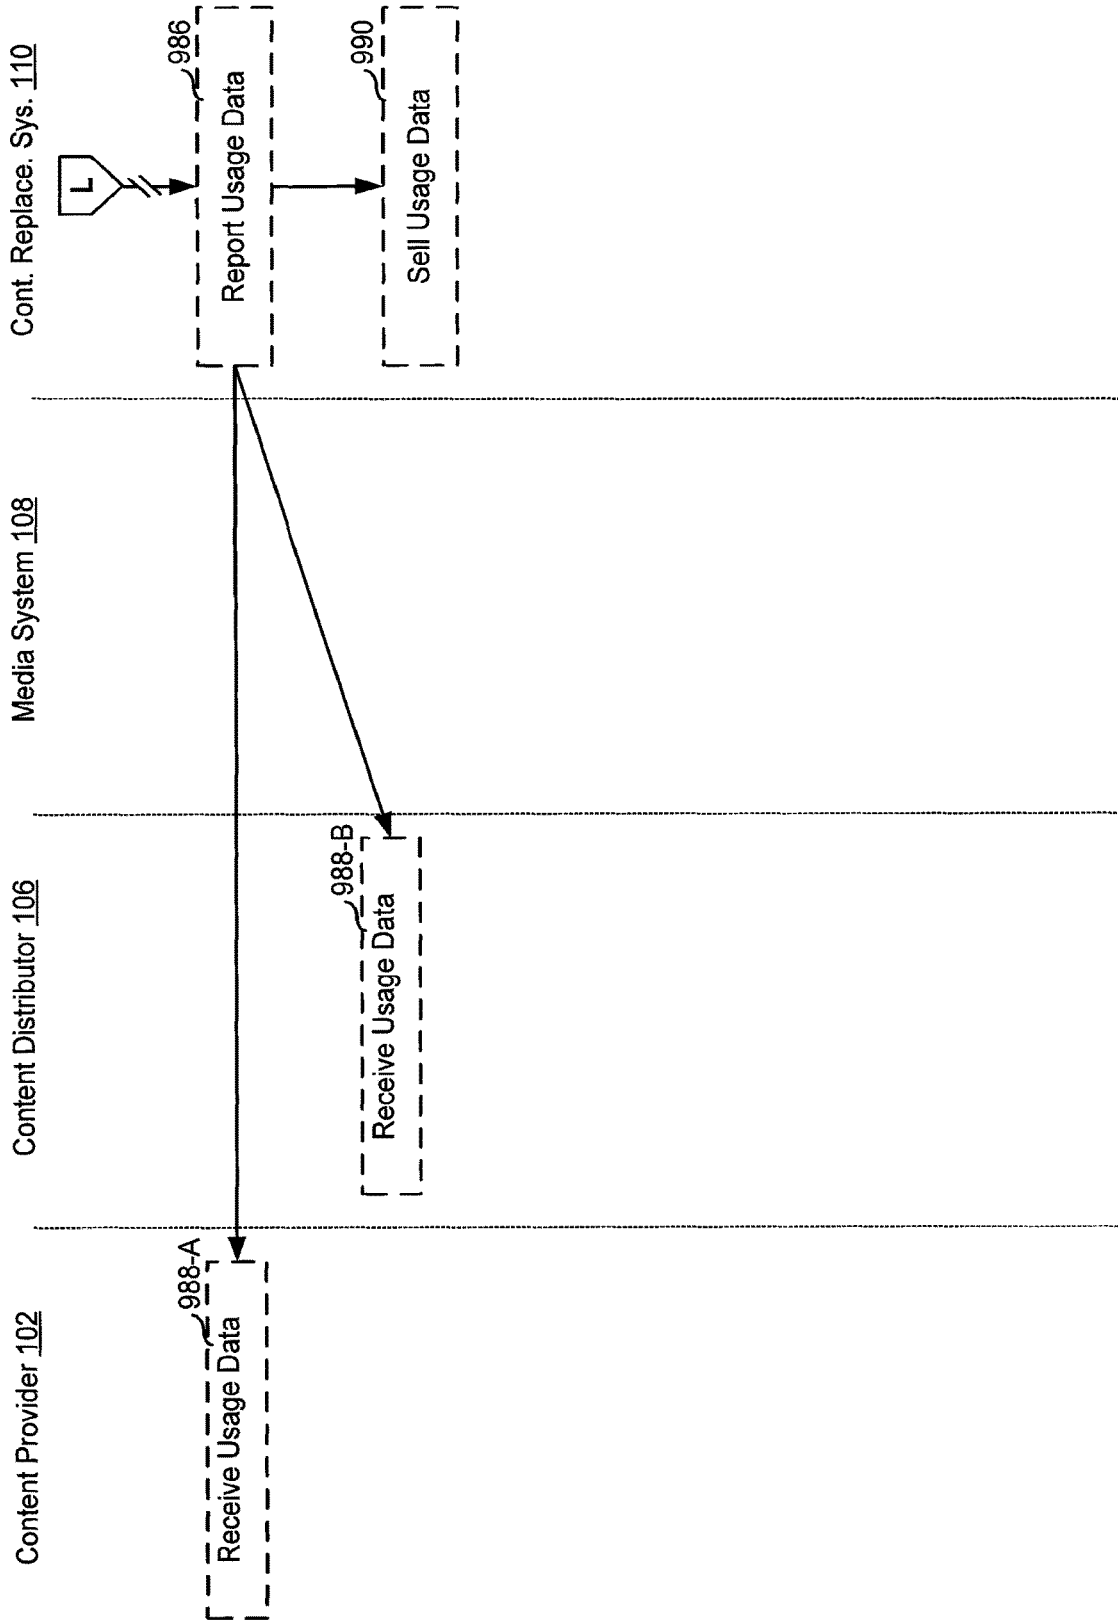 Content Provider 102
Content Distributor 106
Media System 108
Cont. Replace. Sys. 110
L
986
Report Usage Data
988-A
Receive Usage Data
988-B
Receive Usage Data
990
Sell Usage Data